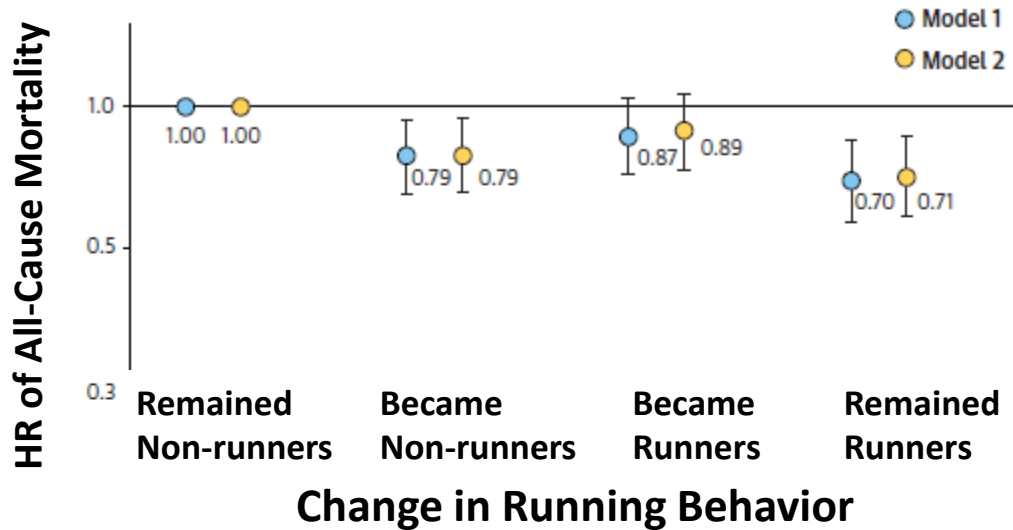 HR of All-Cause Mortality
Model 1
Model 2
1.0
0.5
0.3
1.00
1.00
0.79
0.79
0.87
0.89
0.70
0.71
Remained
Non-runners
Became
Non-runners
Became
Runners
Remained
Runners
Change in Running Behavior